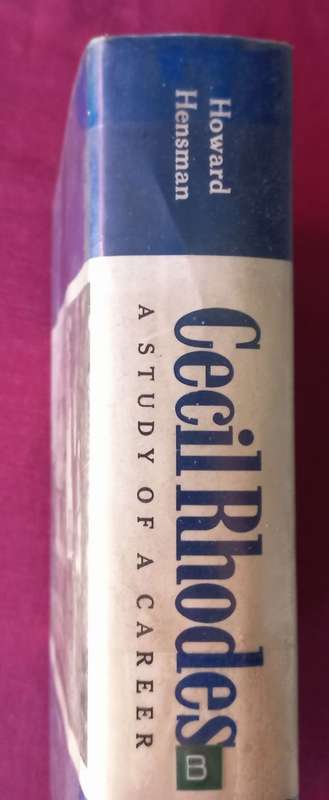 Howard
Hensman
Cecil Rhodes
A STUDY OF A CAREER
B